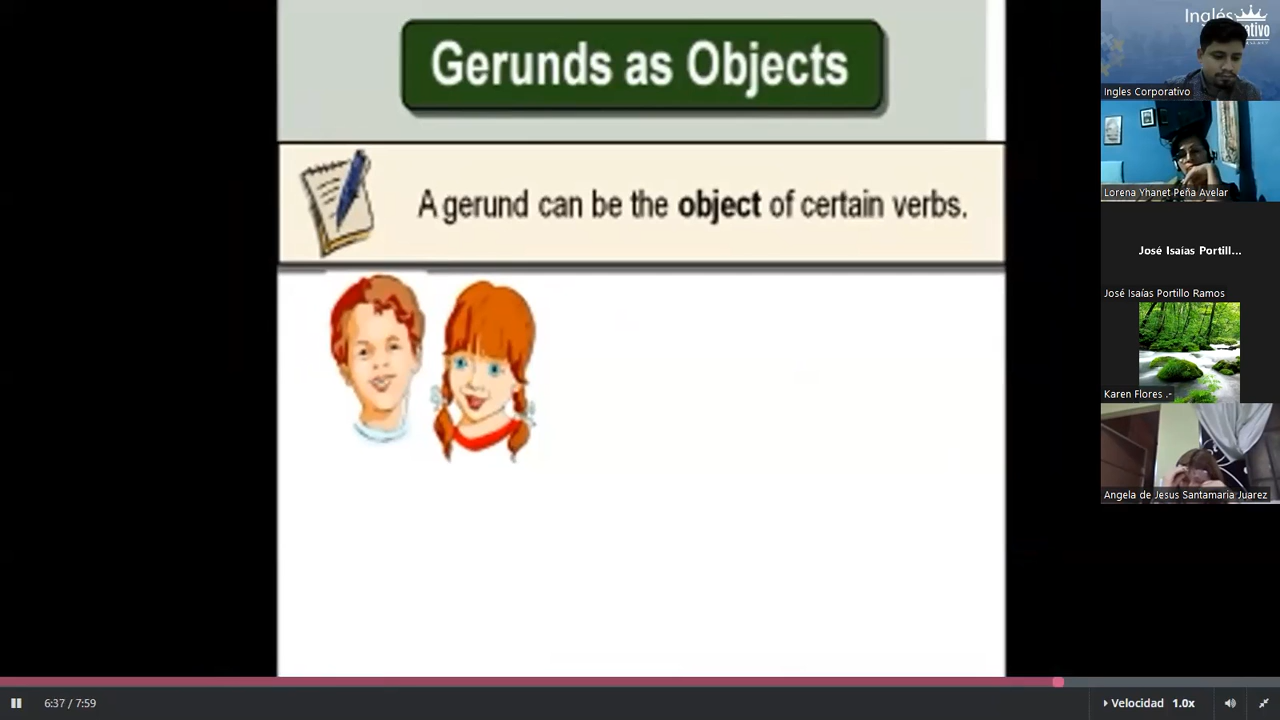 Gerunds as Objects
A gerund can be the object of certain verbs.
Inglés
Ingles Corporativo
Lorena Yhanet Peña Avelar
José Isaías Portill...
José Isaías Portillo Ramos
Karen Flores .-
Angela de Jesus Santamaria Juarez
6:37 / 7:59
Velocidad 1.0x